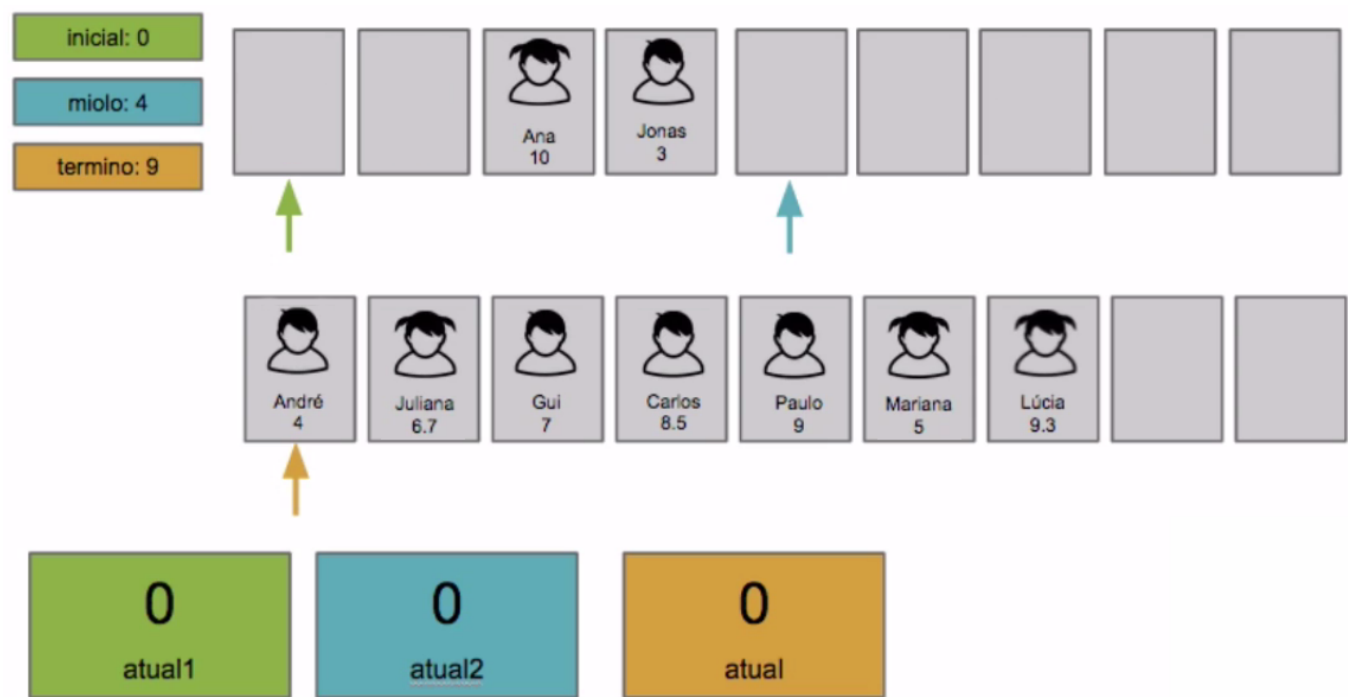 inicial: 0
miolo: 4
termino: 9
Ana
10
Jonas
3
André
4
Juliana
6.7
Gui
7
Carlos
8.5
Paulo
9
Mariana
5
Lúcia
9.3
0
atual1
0
atual2
0
atual